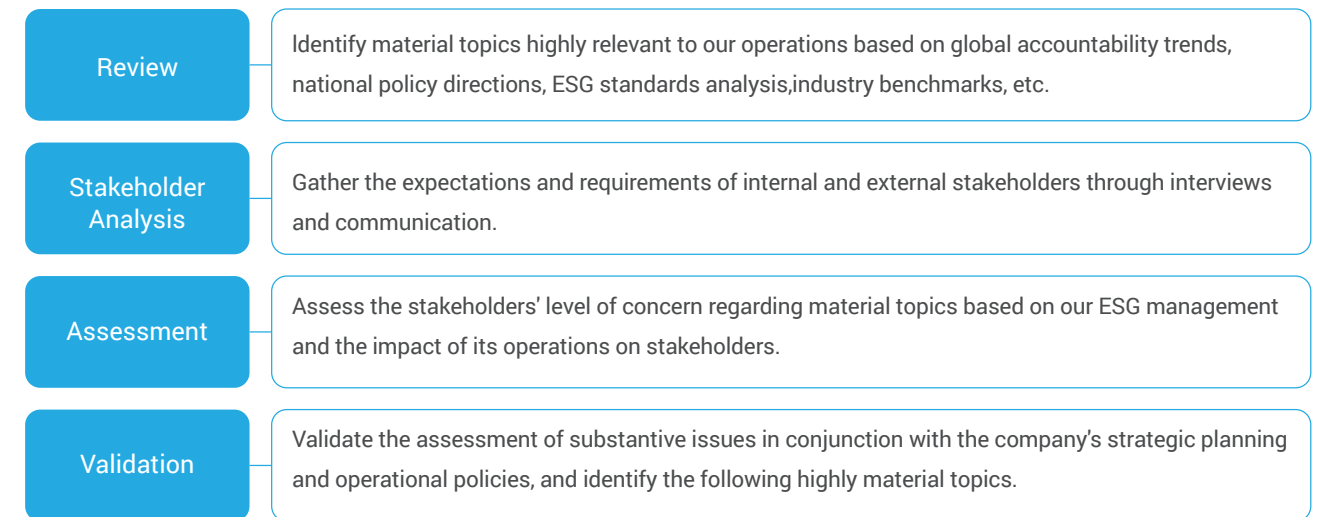 Review
Identify material topics highly relevant to our operations based on global accountability trends,
national policy directions, ESG standards analysis,industry benchmarks, etc.
Stakeholder
Analysis
Gather the expectations and requirements of internal and external stakeholders through interviews
and communication.
Assessment
Assess the stakeholders' level of concern regarding material topics based on our ESG management
and the impact of its operations on stakeholders.
Validation
Validate the assessment of substantive issues in conjunction with the company's strategic planning
and operational policies, and identify the following highly material topics.